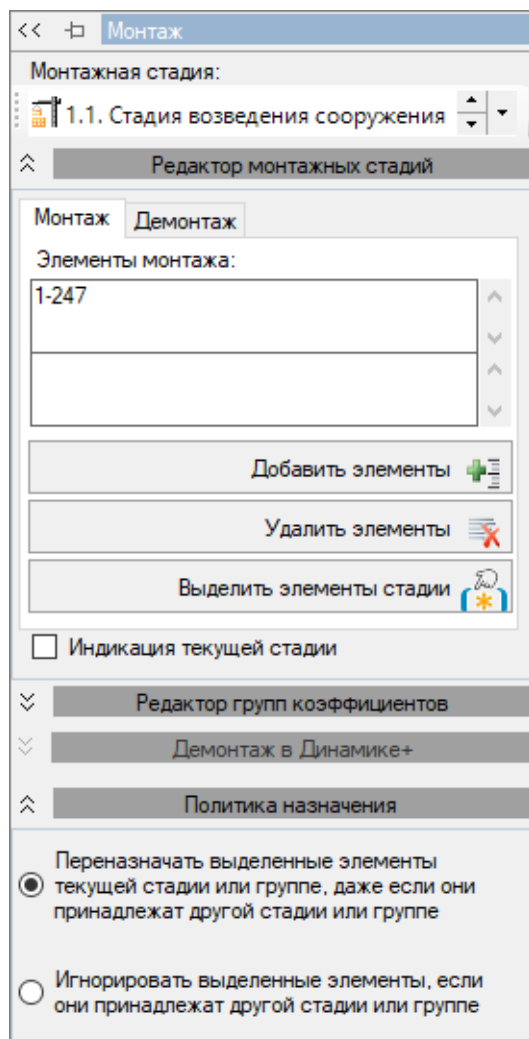 << Монтаж
Монтажная стадия:
1.1. Стадия возведения сооружения
Редактор монтажных стадий
Монтаж Демонтаж
Элементы монтажа:
1-247
Добавить элементы
Удалить элементы
Выделить элементы стадии
Индикация текущей стадии
Редактор групп коэффициентов
Демонтаж в Динамике+
Политика назначения
Переназначать выделенные элементы
текущей стадии или группе, даже если они
принадлежат другой стадии или группе
Игнорировать выделенные элементы, если
они принадлежат другой стадии или группе